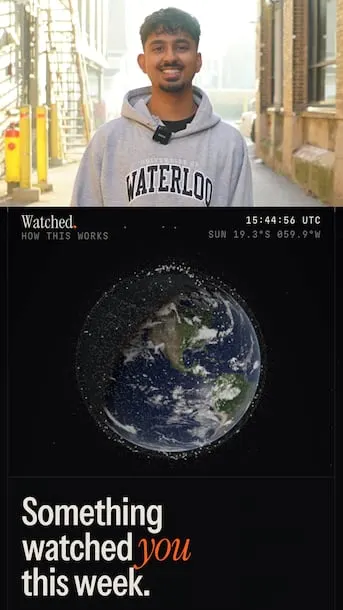 UNIVERSITY OF
WATERLOO
Watched.
HOW THIS WORKS
15:44:56 UTC
SUN 19.3°S 059.9°W
Something
watched you
this week.